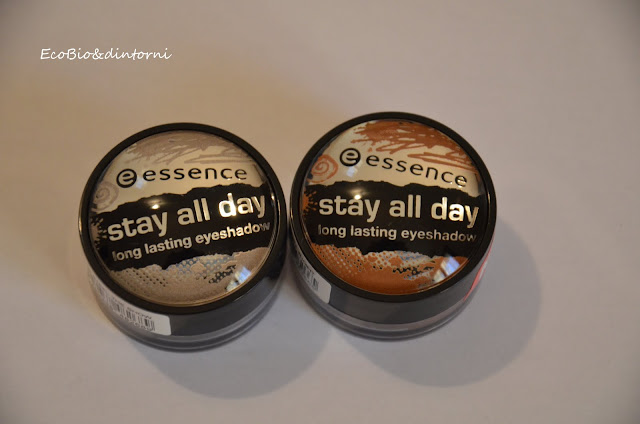 EcoBio&dintorni
e essence
stay all day
long lasting eyeshadow
e essence
stay all day
long lasting eyeshadow